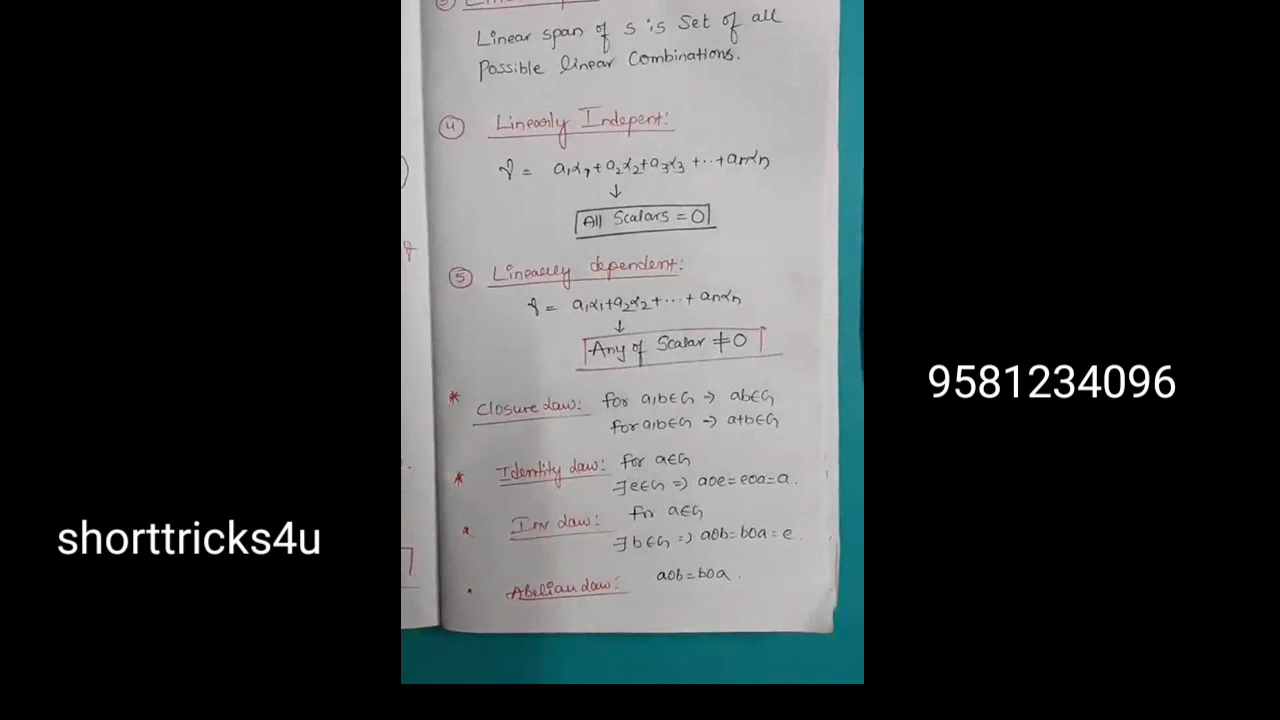 Linear span of S is Set of all
Possible linear Combinations.
④ Linearly Indepent:
γ = a₁α₁+a₂α₂+a₃α₃+...+aₙαₙ
↓
All Scalars = 0
⑤ Linearly dependent:
γ = a₁α₁+a₂α₂+...+aₙαₙ
↓
Any of Scalar ≠ 0
* Closure Law: for a,b∈G ⇒ ab∈G
for a,b∈G ⇒ a+b∈G
* Identity Law: for a∈G
∃e∈G ⇒ aoe=eoa=a.
Inv Law: for a∈G
∃b∈G ⇒ aob=boa=e.
Abelian Law: aob=boa.
9581234096
shorttricks4u